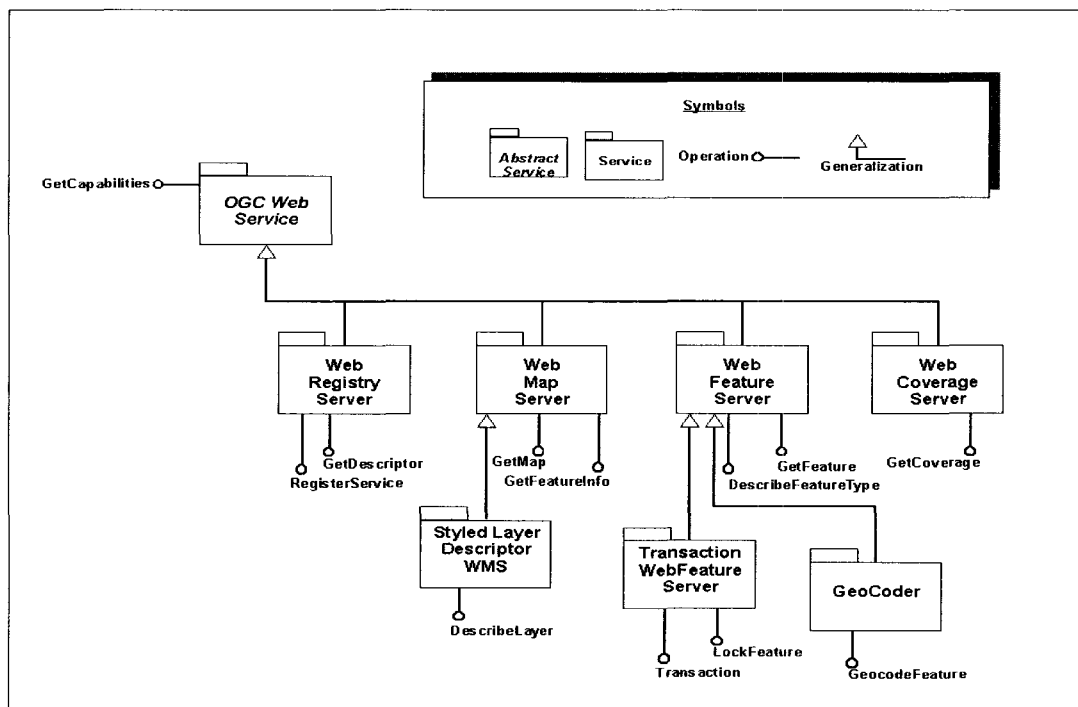 Symbols
Abstract
Service
Service
Operation
Generalization
GetCapabilities
OGC Web
Service
Web
Registry
Server
Web
Map
Server
Web
Feature
Server
Web
Coverage
Server
GetDescriptor
RegisterService
GetMap
GetFeatureInfo
GetFeature
DescribeFeatureType
GetCoverage
Styled Layer
Descriptor
WMS
Transaction
WebFeature
Server
GeoCoder
DescribeLayer
LockFeature
Transaction
GeocodeFeature